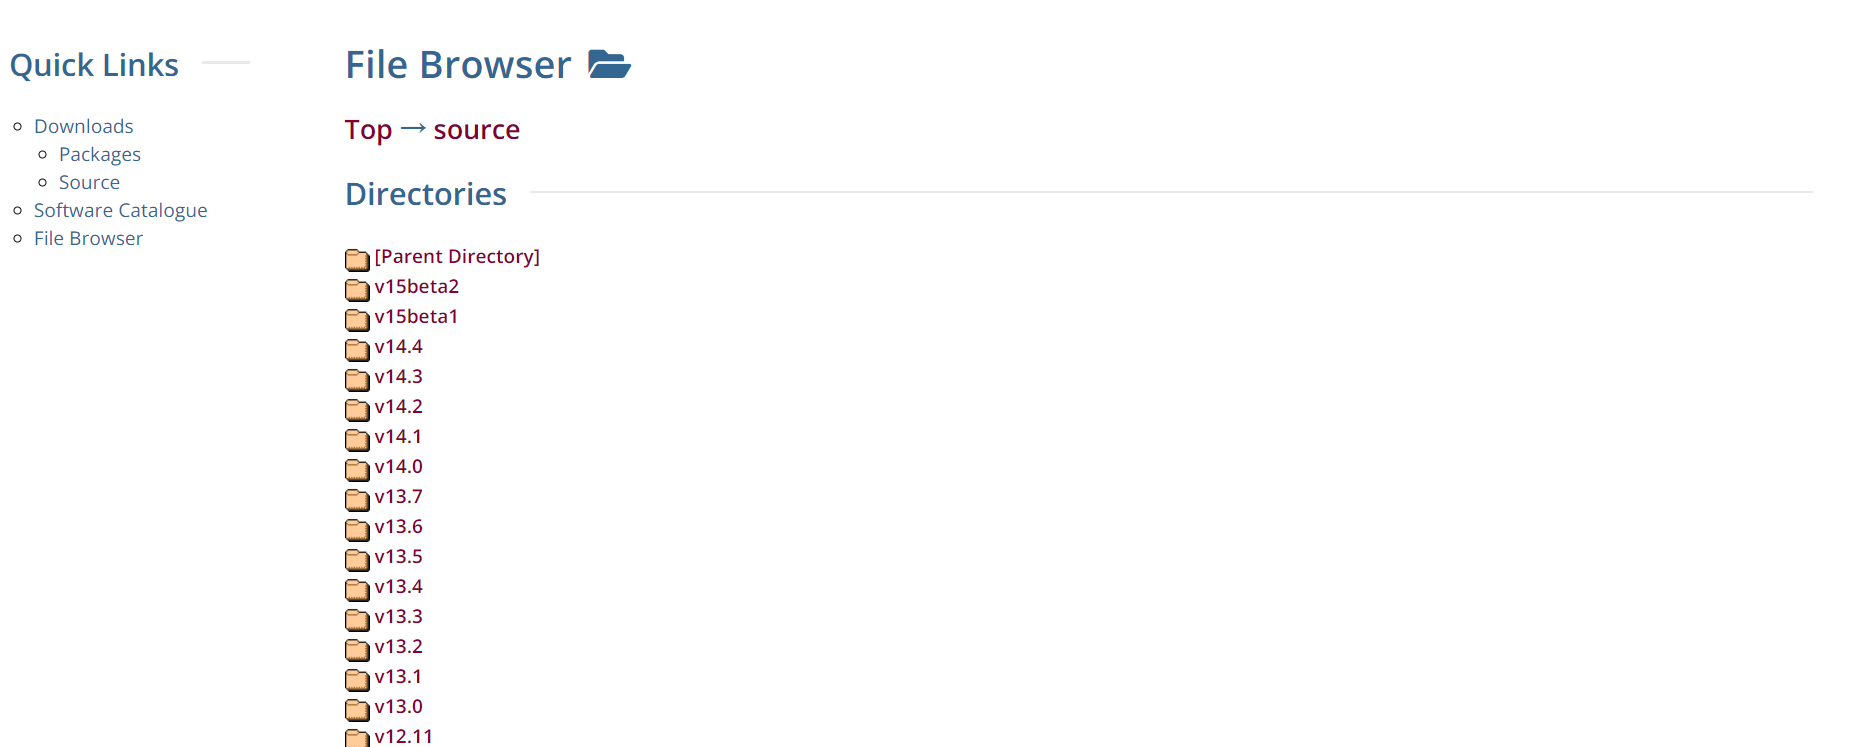 Quick Links
Downloads
Packages
Source
Software Catalogue
File Browser
File Browser
Top → source
Directories
[Parent Directory]
v15beta2
v15beta1
v14.4
v14.3
v14.2
v14.1
v14.0
v13.7
v13.6
v13.5
v13.4
v13.3
v13.2
v13.1
v13.0
v12.11